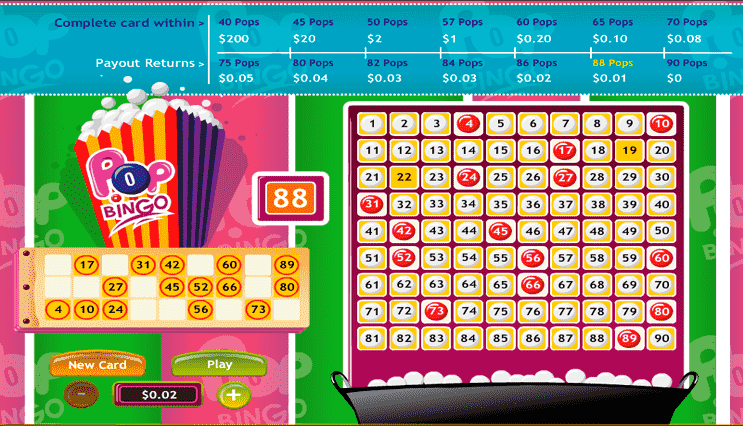 Complete card within > 40 Pops 45 Pops 50 Pops 57 Pops 60 Pops 65 Pops 70 Pops
$200 $20 $2 $1 $0.20 $0.10 $0.08
Payout Returns > 75 Pops 80 Pops 82 Pops 84 Pops 86 Pops 88 Pops 90 Pops
$0.05 $0.04 $0.03 $0.03 $0.02 $0.01 $0
POP
BINGO
88
17 31 42 60 89
27 45 52 66 80
4 10 24 56 73
New Card Play
- $0.02 +
1 2 3 4 5 6 7 8 9 10
11 12 13 14 15 16 17 18 19 20
21 22 23 24 25 26 27 28 29 30
31 32 33 34 35 36 37 38 39 40
41 42 43 44 45 46 47 48 49 50
51 52 53 54 55 56 57 58 59 60
61 62 63 64 65 66 67 68 69 70
71 72 73 74 75 76 77 78 79 80
81 82 83 84 85 86 87 88 89 90